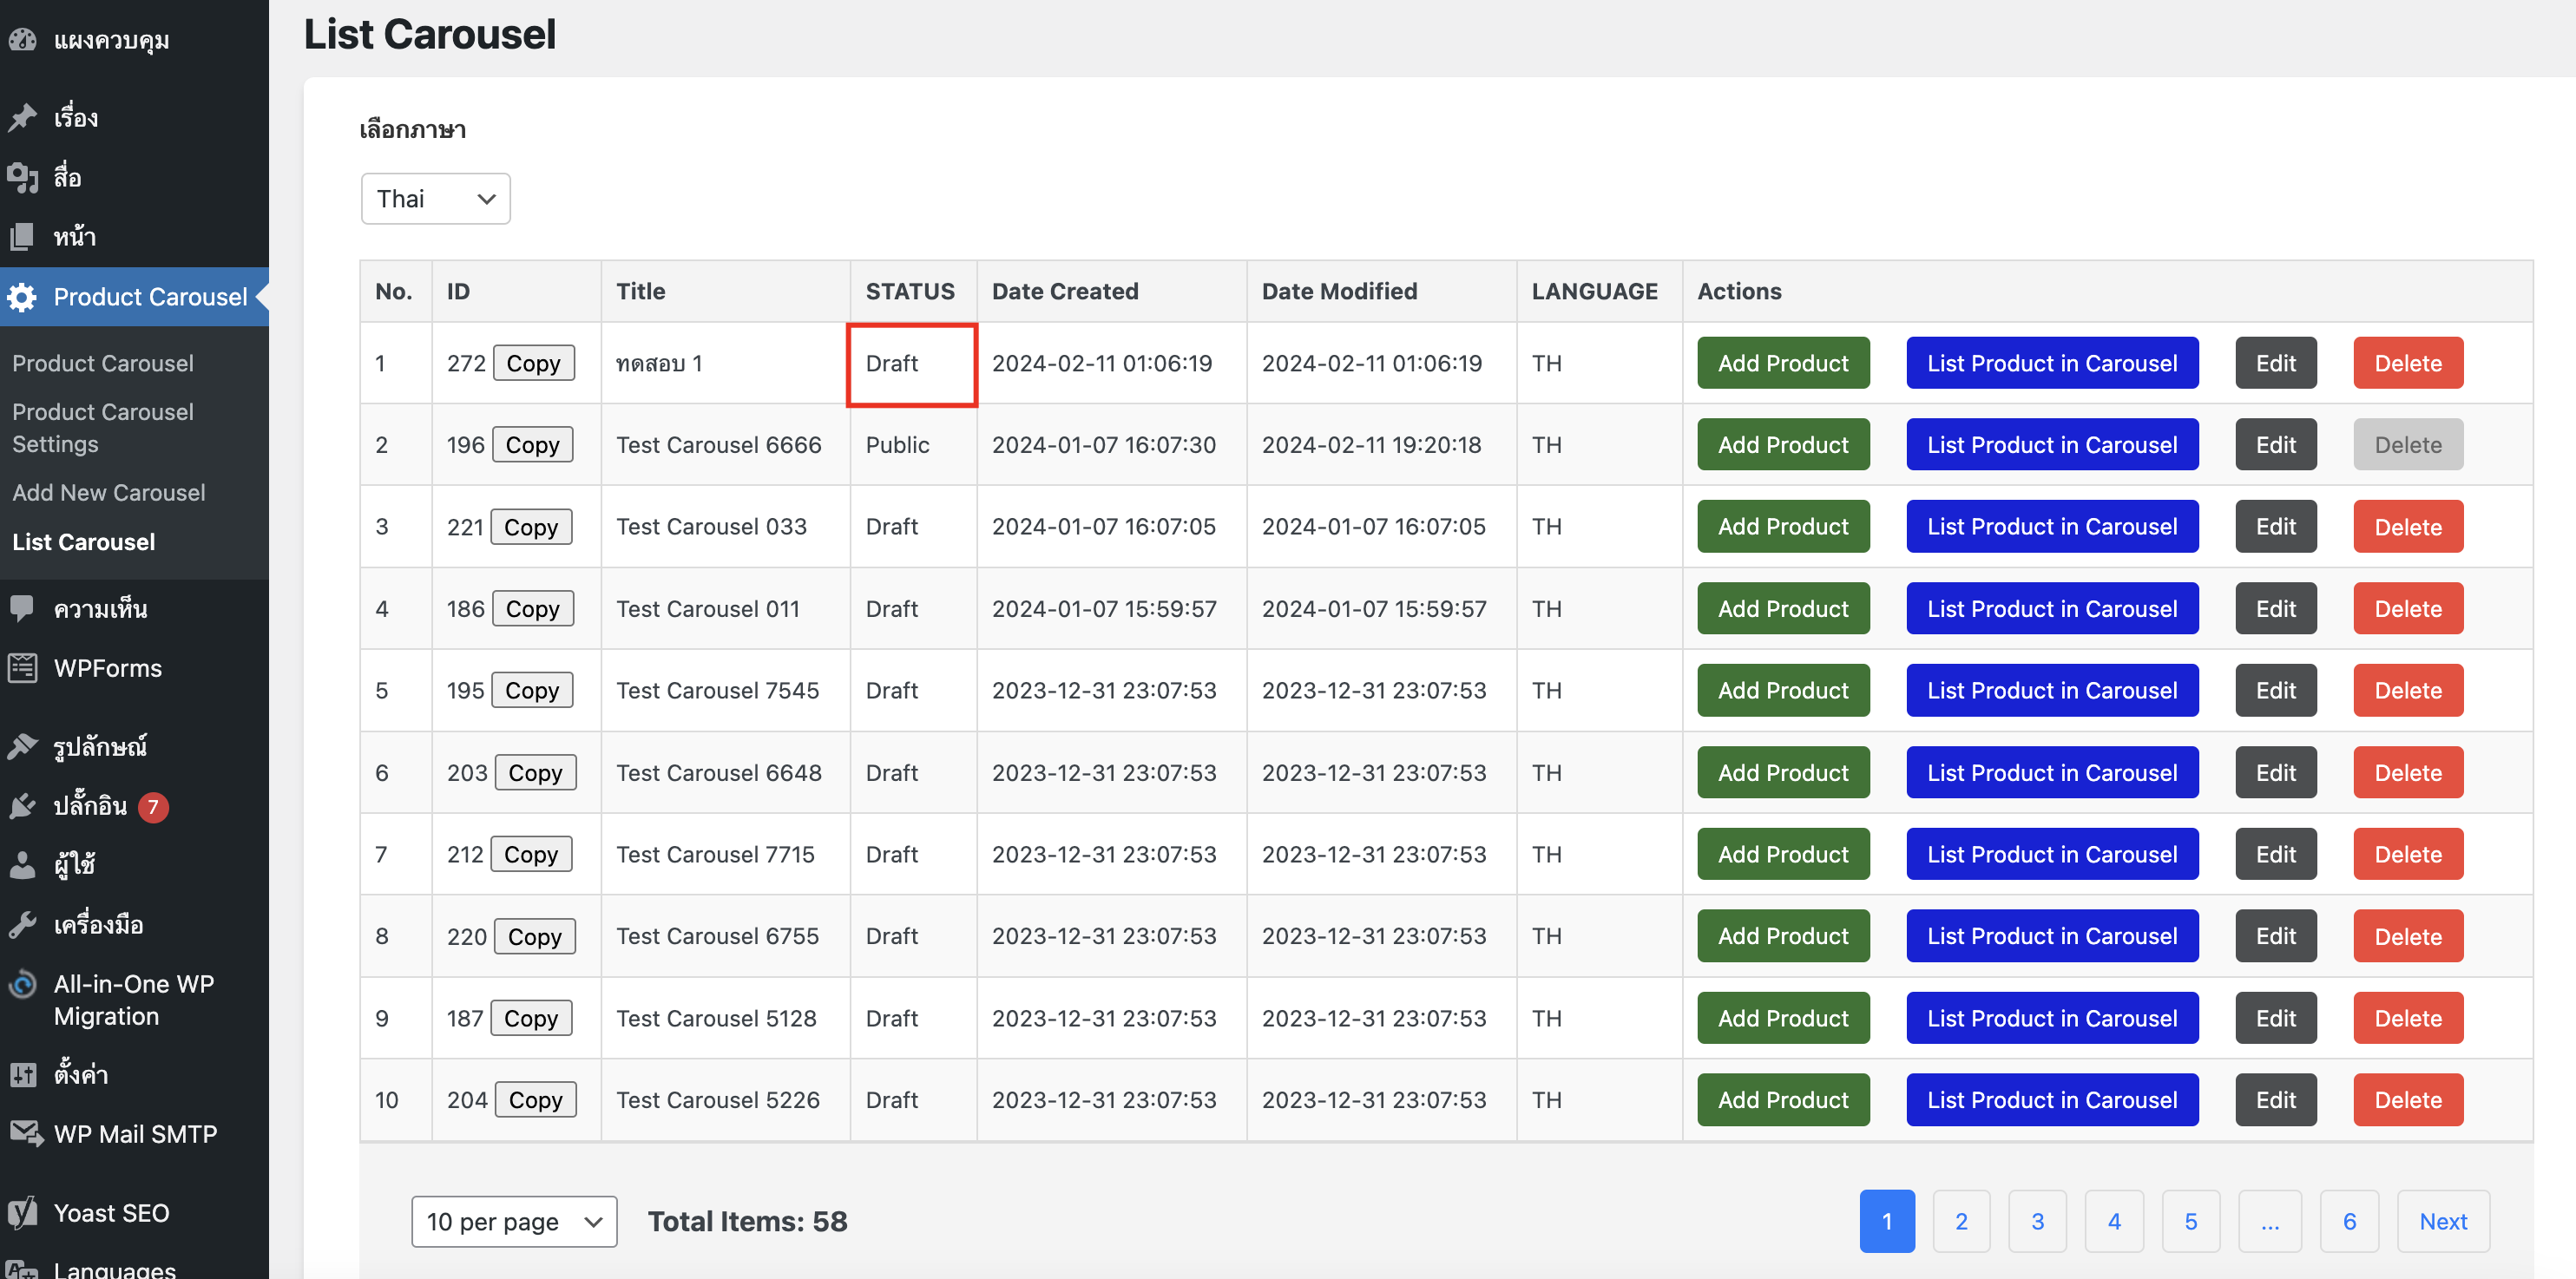 แผงควบคุม
เรื่อง
สื่อ
หน้า
Product Carousel
Product Carousel
Product Carousel
Settings
Add New Carousel
List Carousel
ความเห็น
WPForms
รูปลักษณ์
ปลั๊กอิน 7
ผู้ใช้
เครื่องมือ
All-in-One WP
Migration
ตั้งค่า
WP Mail SMTP
Yoast SEO
Languages
List Carousel
เลือกภาษา
Thai
No. ID Title STATUS Date Created Date Modified LANGUAGE Actions
1 272 Copy ทดสอบ 1 Draft 2024-02-11 01:06:19 2024-02-11 01:06:19 TH Add Product List Product in Carousel Edit Delete
2 196 Copy Test Carousel 6666 Public 2024-01-07 16:07:30 2024-02-11 19:20:18 TH Add Product List Product in Carousel Edit Delete
3 221 Copy Test Carousel 033 Draft 2024-01-07 16:07:05 2024-01-07 16:07:05 TH Add Product List Product in Carousel Edit Delete
4 186 Copy Test Carousel 011 Draft 2024-01-07 15:59:57 2024-01-07 15:59:57 TH Add Product List Product in Carousel Edit Delete
5 195 Copy Test Carousel 7545 Draft 2023-12-31 23:07:53 2023-12-31 23:07:53 TH Add Product List Product in Carousel Edit Delete
6 203 Copy Test Carousel 6648 Draft 2023-12-31 23:07:53 2023-12-31 23:07:53 TH Add Product List Product in Carousel Edit Delete
7 212 Copy Test Carousel 7715 Draft 2023-12-31 23:07:53 2023-12-31 23:07:53 TH Add Product List Product in Carousel Edit Delete
8 220 Copy Test Carousel 6755 Draft 2023-12-31 23:07:53 2023-12-31 23:07:53 TH Add Product List Product in Carousel Edit Delete
9 187 Copy Test Carousel 5128 Draft 2023-12-31 23:07:53 2023-12-31 23:07:53 TH Add Product List Product in Carousel Edit Delete
10 204 Copy Test Carousel 5226 Draft 2023-12-31 23:07:53 2023-12-31 23:07:53 TH Add Product List Product in Carousel Edit Delete
10 per page Total Items: 58 1 2 3 4 5 ... 6 Next